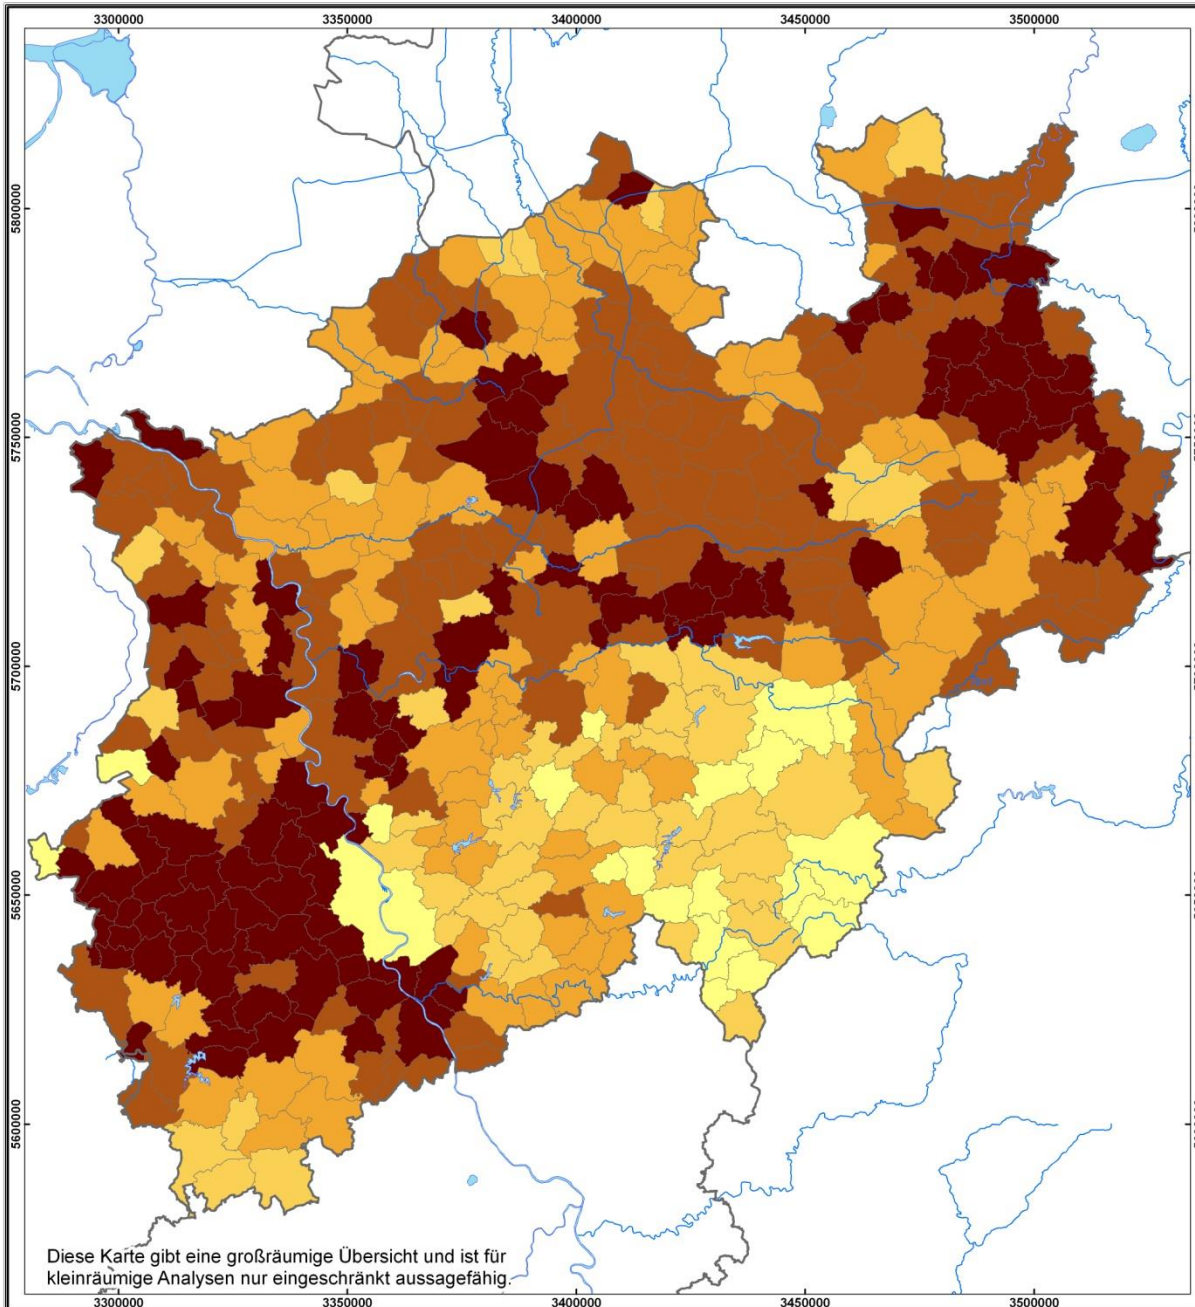 3300000 3350000 3400000 3450000 3500000
5800000
5750000
5700000
5650000
5600000
Diese Karte gibt eine großräumige Übersicht und ist für
kleinräumige Analysen nur eingeschränkt aussagefähig.
3300000 3350000 3400000 3450000 3500000